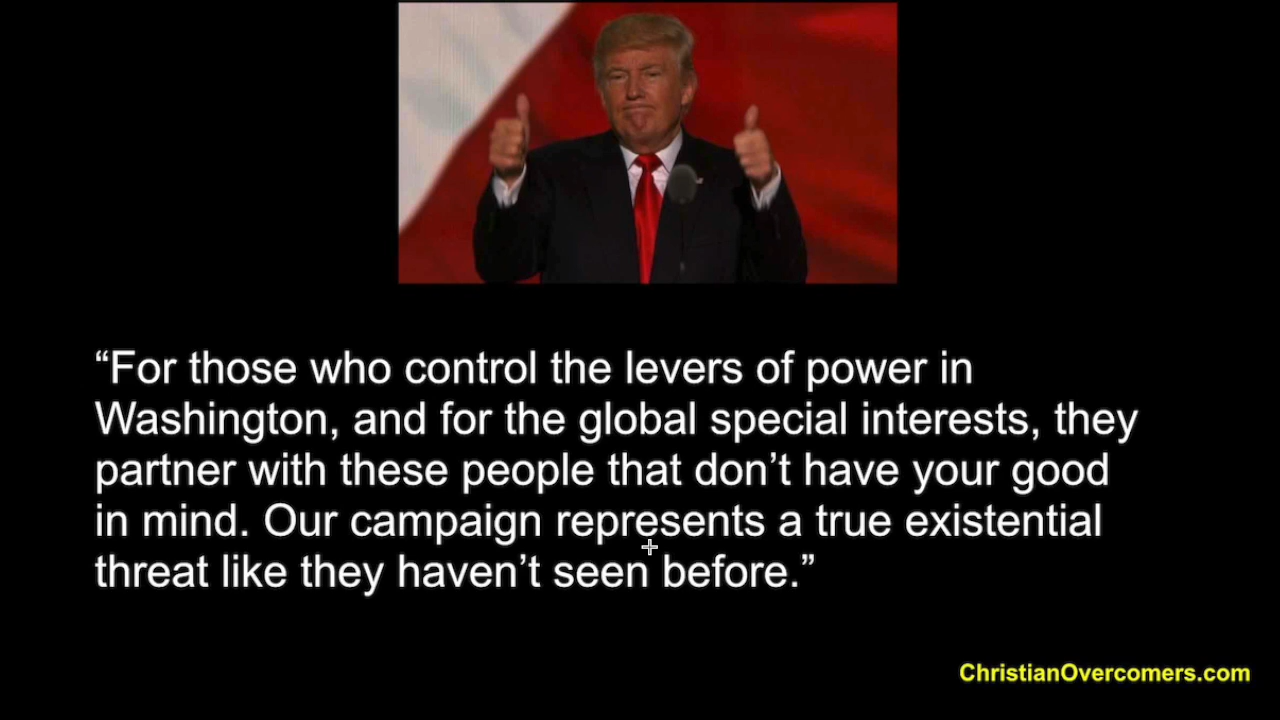 “For those who control the levers of power in
Washington, and for the global special interests, they
partner with these people that don’t have your good
in mind. Our campaign represents a true existential
threat like they haven’t seen before.”
ChristianOvercomers.com